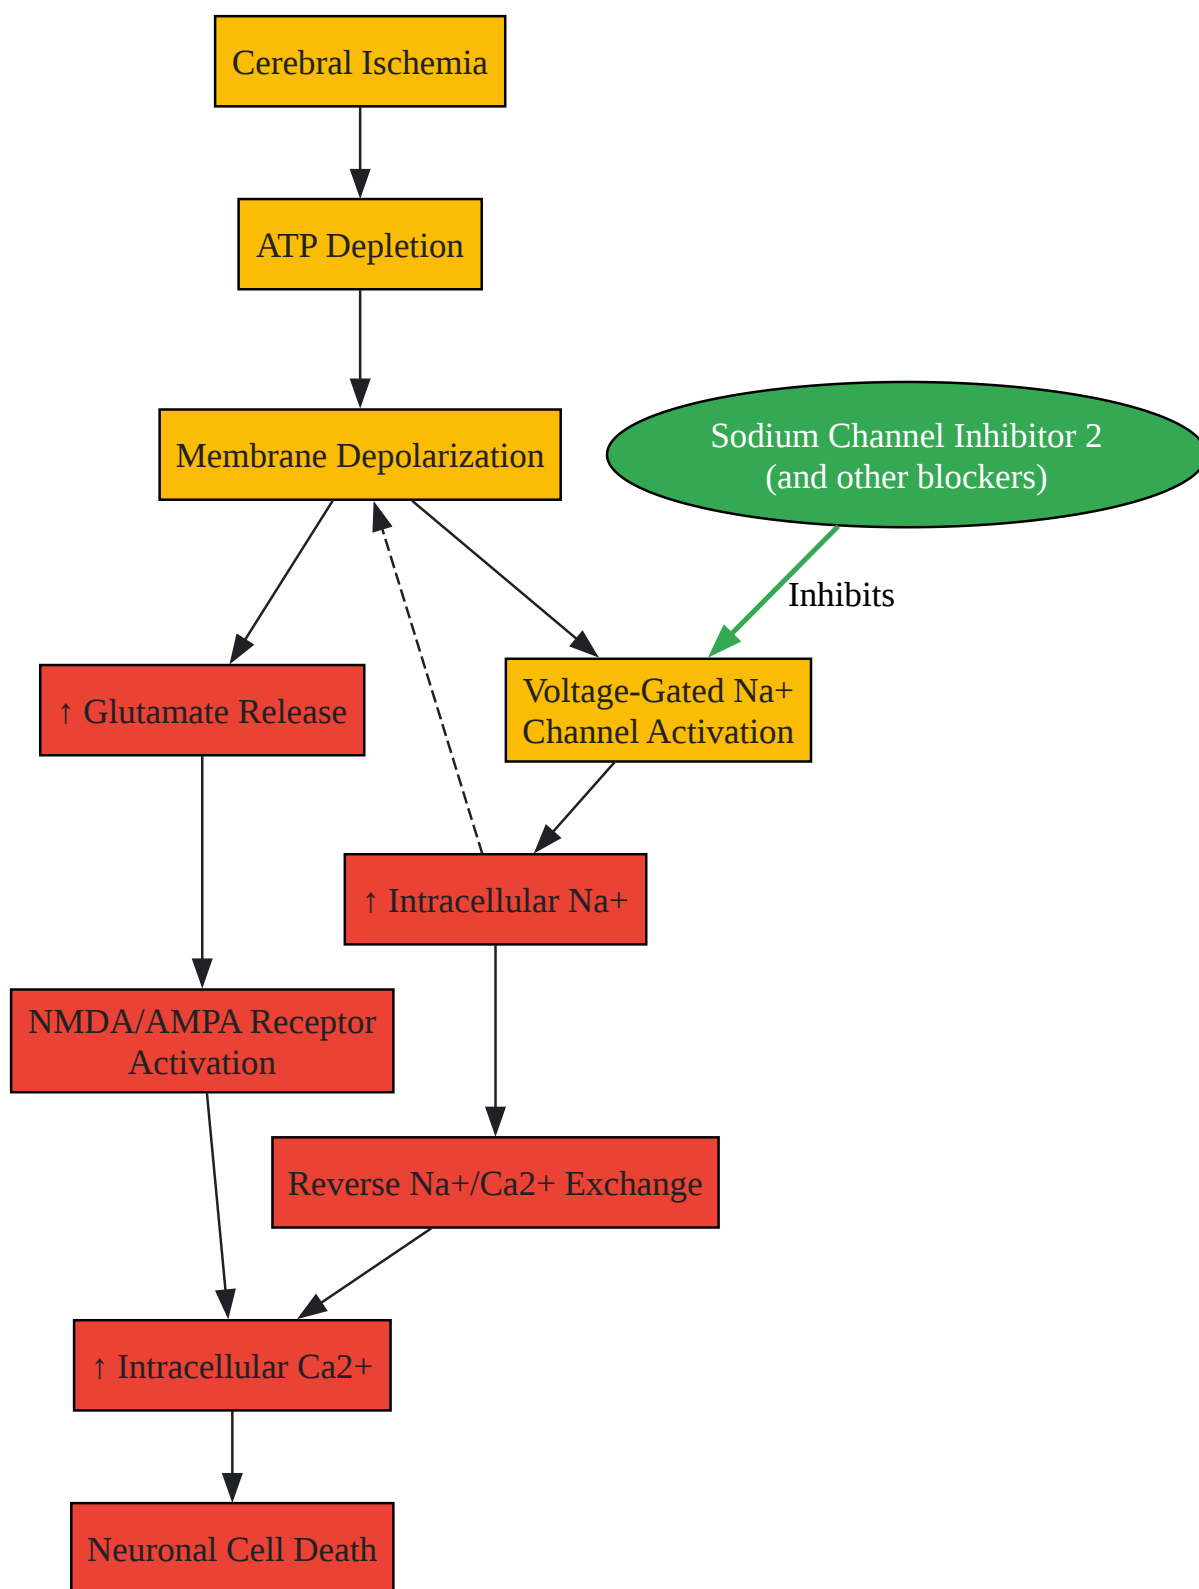 Cerebral Ischemia
ATP Depletion
Membrane Depolarization
Sodium Channel Inhibitor 2
(and other blockers)
Inhibits
↑ Glutamate Release
Voltage-Gated Na+
Channel Activation
↑ Intracellular Na+
NMDA/AMPA Receptor
Activation
Reverse Na+/Ca2+ Exchange
↑ Intracellular Ca2+
Neuronal Cell Death